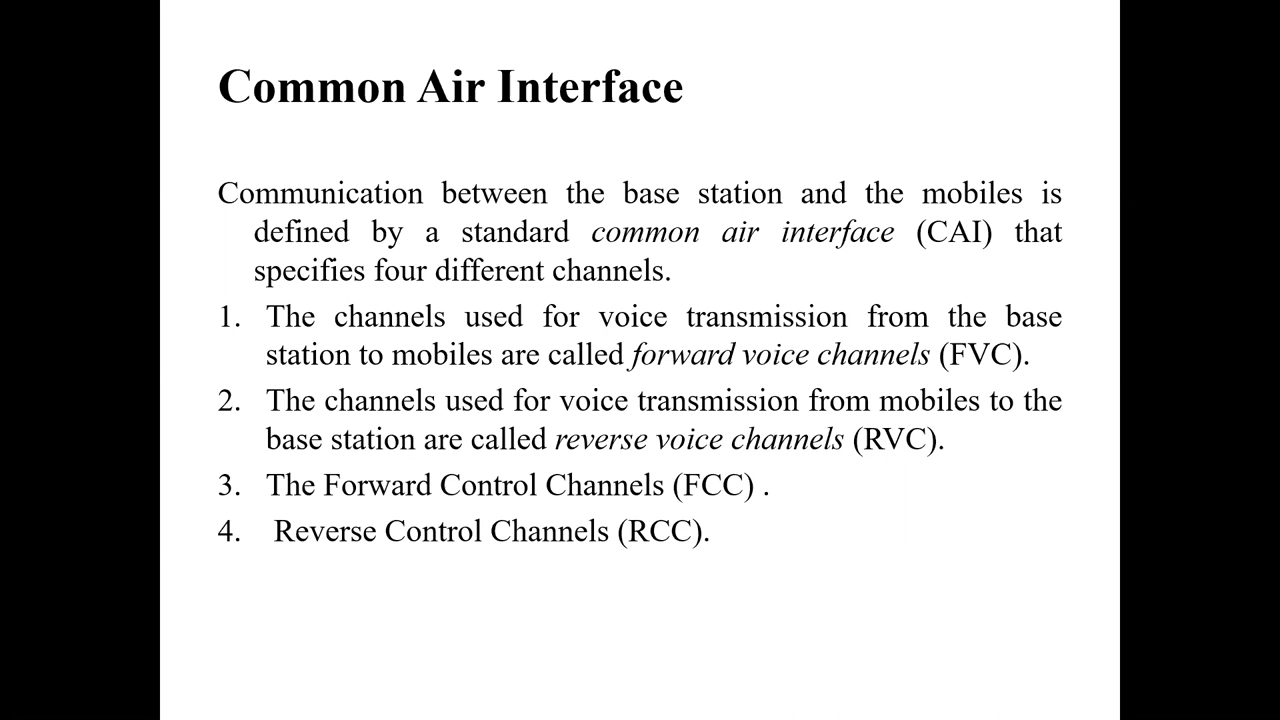 Common Air Interface
Communication between the base station and the mobiles is
defined by a standard common air interface (CAI) that
specifies four different channels.
1. The channels used for voice transmission from the base
station to mobiles are called forward voice channels (FVC).
2. The channels used for voice transmission from mobiles to the
base station are called reverse voice channels (RVC).
3. The Forward Control Channels (FCC) .
4. Reverse Control Channels (RCC).